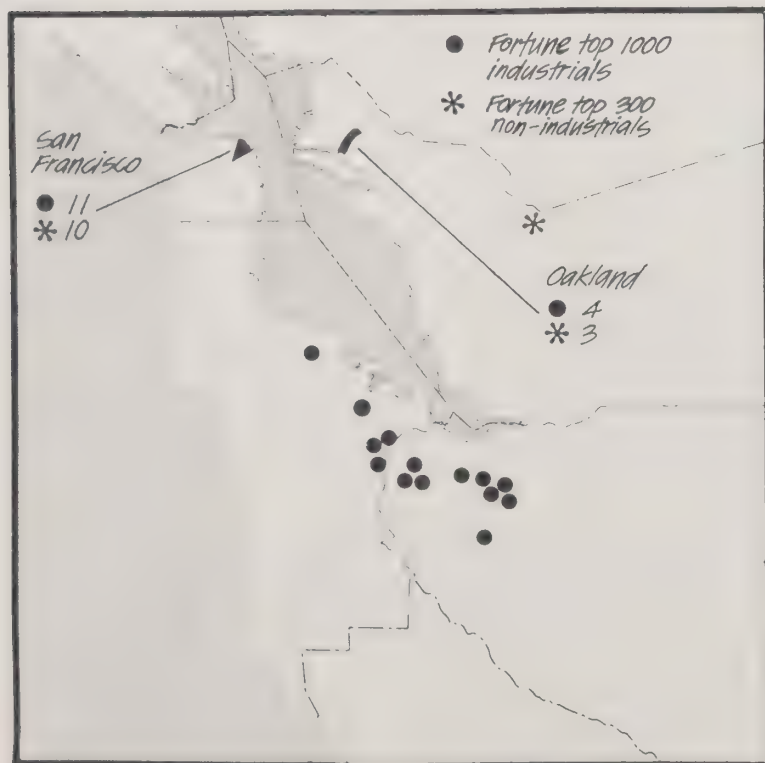 ● Fortune top 1000
industrials
✳ Fortune top 300
non-industrials
San
Francisco
● 11
✳ 10
Oakland
● 4
✳ 3